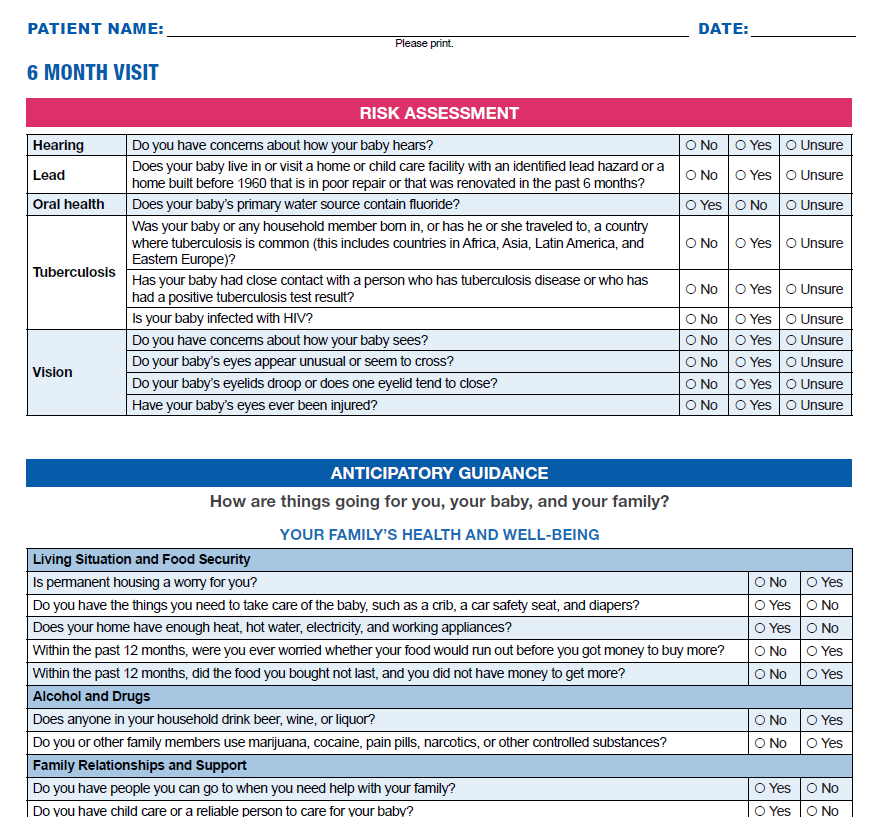 PATIENT NAME: DATE:
Please print.
6 MONTH VISIT
RISK ASSESSMENT
Hearing Do you have concerns about how your baby hears? No Yes Unsure
Lead Does your baby live in or visit a home or child care facility with an identified lead hazard or a
home built before 1960 that is in poor repair or that was renovated in the past 6 months? No Yes Unsure
Oral health Does your baby's primary water source contain fluoride? Yes No Unsure
Tuberculosis Was your baby or any household member born in, or has he or she traveled to, a country
where tuberculosis is common (this includes countries in Africa, Asia, Latin America, and
Eastern Europe)? No Yes Unsure
Has your baby had close contact with a person who has tuberculosis disease or who has
had a positive tuberculosis test result? No Yes Unsure
Is your baby infected with HIV? No Yes Unsure
Vision Do you have concerns about how your baby sees? No Yes Unsure
Do your baby's eyes appear unusual or seem to cross? No Yes Unsure
Do your baby's eyelids droop or does one eyelid tend to close? No Yes Unsure
Have your baby's eyes ever been injured? No Yes Unsure
ANTICIPATORY GUIDANCE
How are things going for you, your baby, and your family?
YOUR FAMILY'S HEALTH AND WELL-BEING
Living Situation and Food Security
Is permanent housing a worry for you? No Yes
Do you have the things you need to take care of the baby, such as a crib, a car safety seat, and diapers? Yes No
Does your home have enough heat, hot water, electricity, and working appliances? Yes No
Within the past 12 months, were you ever worried whether your food would run out before you got money to buy more? No Yes
Within the past 12 months, did the food you bought not last, and you did not have money to get more? No Yes
Alcohol and Drugs
Does anyone in your household drink beer, wine, or liquor? No Yes
Do you or other family members use marijuana, cocaine, pain pills, narcotics, or other controlled substances? No Yes
Family Relationships and Support
Do you have people you can go to when you need help with your family? Yes No
Do you have child care or a reliable person to care for your baby? Yes No